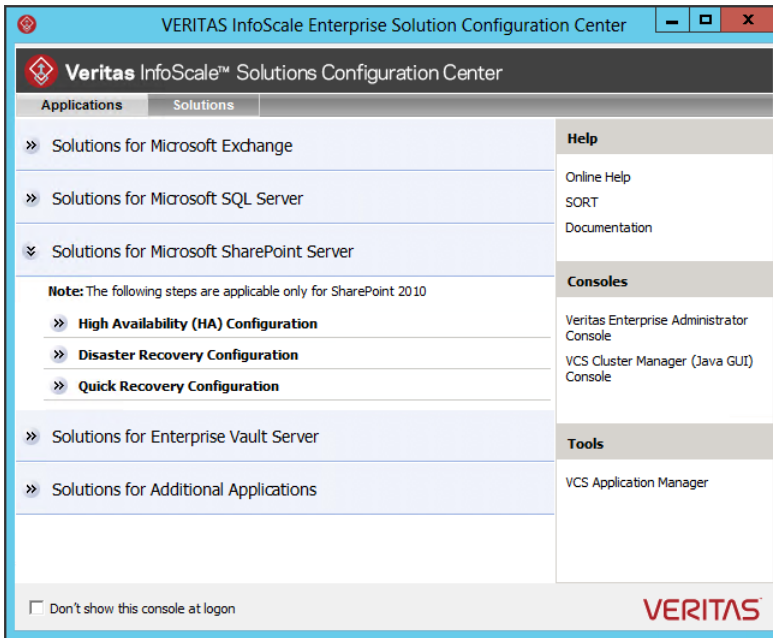 VERITAS InfoScale Enterprise Solution Configuration Center
Veritas InfoScale™ Solutions Configuration Center
Applications
Solutions
Solutions for Microsoft Exchange
Solutions for Microsoft SQL Server
Solutions for Microsoft SharePoint Server
Note: The following steps are applicable only for SharePoint 2010
High Availability (HA) Configuration
Disaster Recovery Configuration
Quick Recovery Configuration
Solutions for Enterprise Vault Server
Solutions for Additional Applications
Help
Online Help
SORT
Documentation
Consoles
Veritas Enterprise Administrator
Console
VCS Cluster Manager (Java GUI)
Console
Tools
VCS Application Manager
Don't show this console at logon
VERITAS